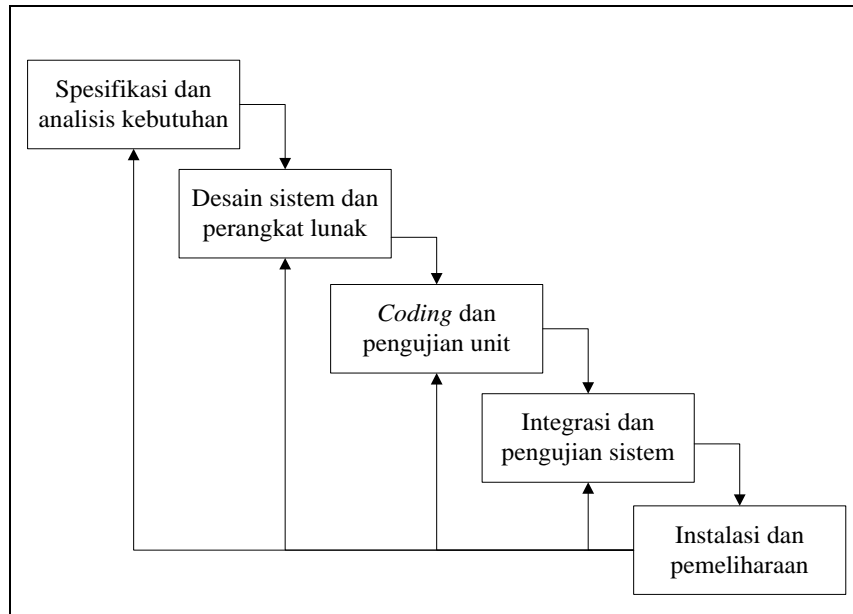 Spesifikasi dan
analisis kebutuhan
Desain sistem dan
perangkat lunak
Coding dan
pengujian unit
Integrasi dan
pengujian sistem
Instalasi dan
pemeliharaan